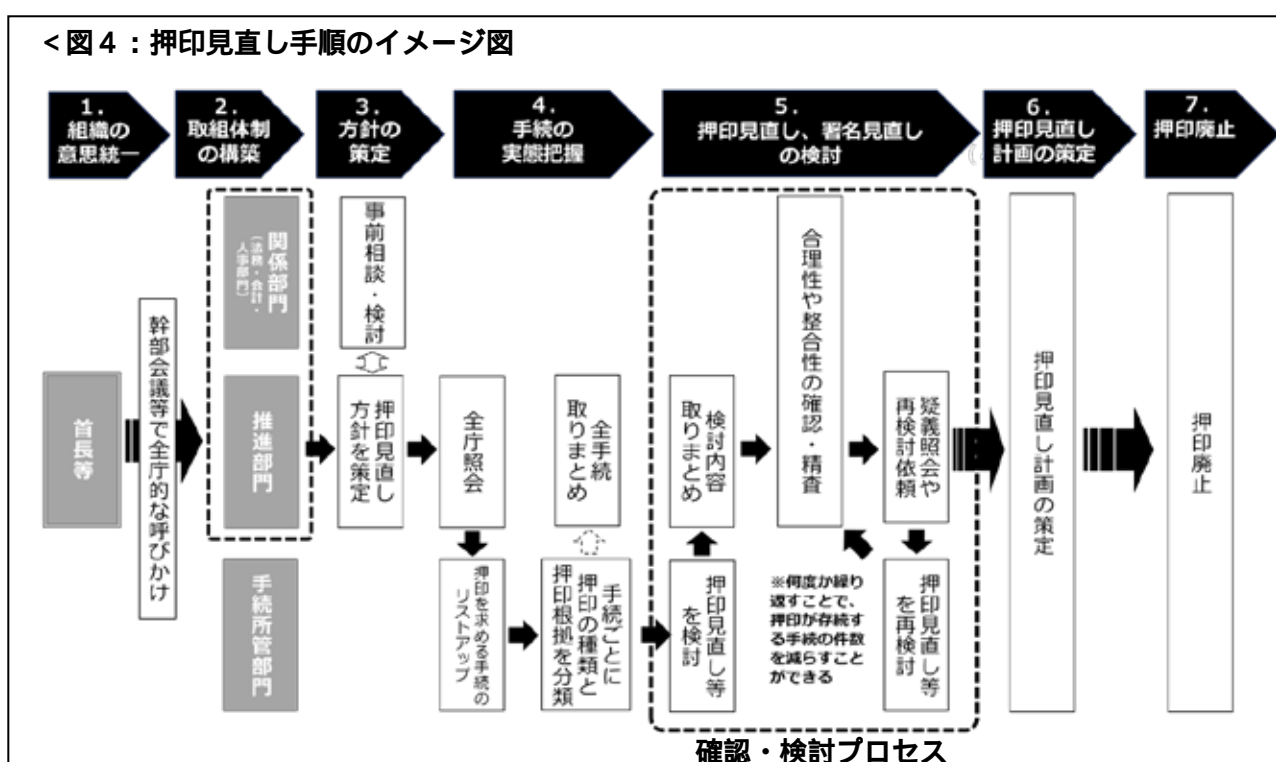 <図４：押印見直し手順のイメージ図
1.
組織の
意思統一
2.
取組体制
の構築
3.
方針の
策定
4.
手続の
実態把握
5.
押印見直し、署名見直し
の検討
6.
押印見直し
計画の策定
7.
押印廃止
首長等
幹部会議等で全庁的な呼びかけ
関係部門
(法務・会計・
人事部門)
推進部門
手続所管部門
事前相談・検討
押印見直し
方針を策定
全庁照会
押印を求める手続の
リストアップ
全手続
取りまとめ
手続ごとに
押印の種類と
押印根拠を分類
検討内容
取りまとめ
押印見直し等
を検討
合理性や整合性の確認・精査
※何度か繰り
返すことで、
押印が存続す
る手続の件数
を減らすこと
ができる
疑義照会や
再検討依頼
押印見直し等
を再検討
押印見直し計画の策定
押印廃止
確認・検討プロセス